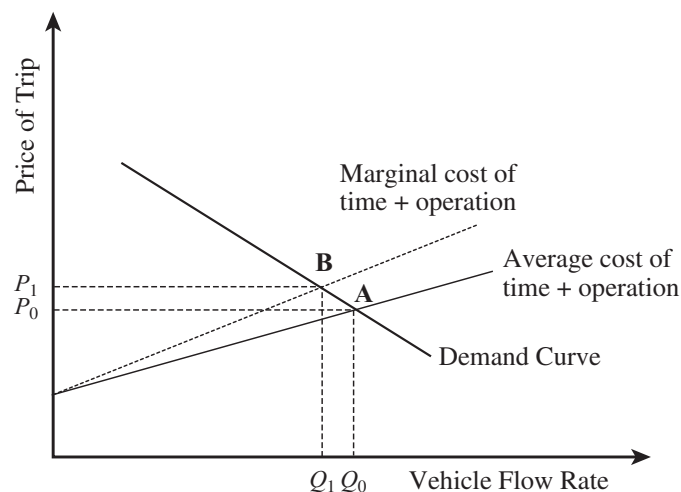 Price of Trip
Marginal cost of
time + operation
B
Average cost of
time + operation
A
P1
P0
Demand Curve
Q1 Q0
Vehicle Flow Rate